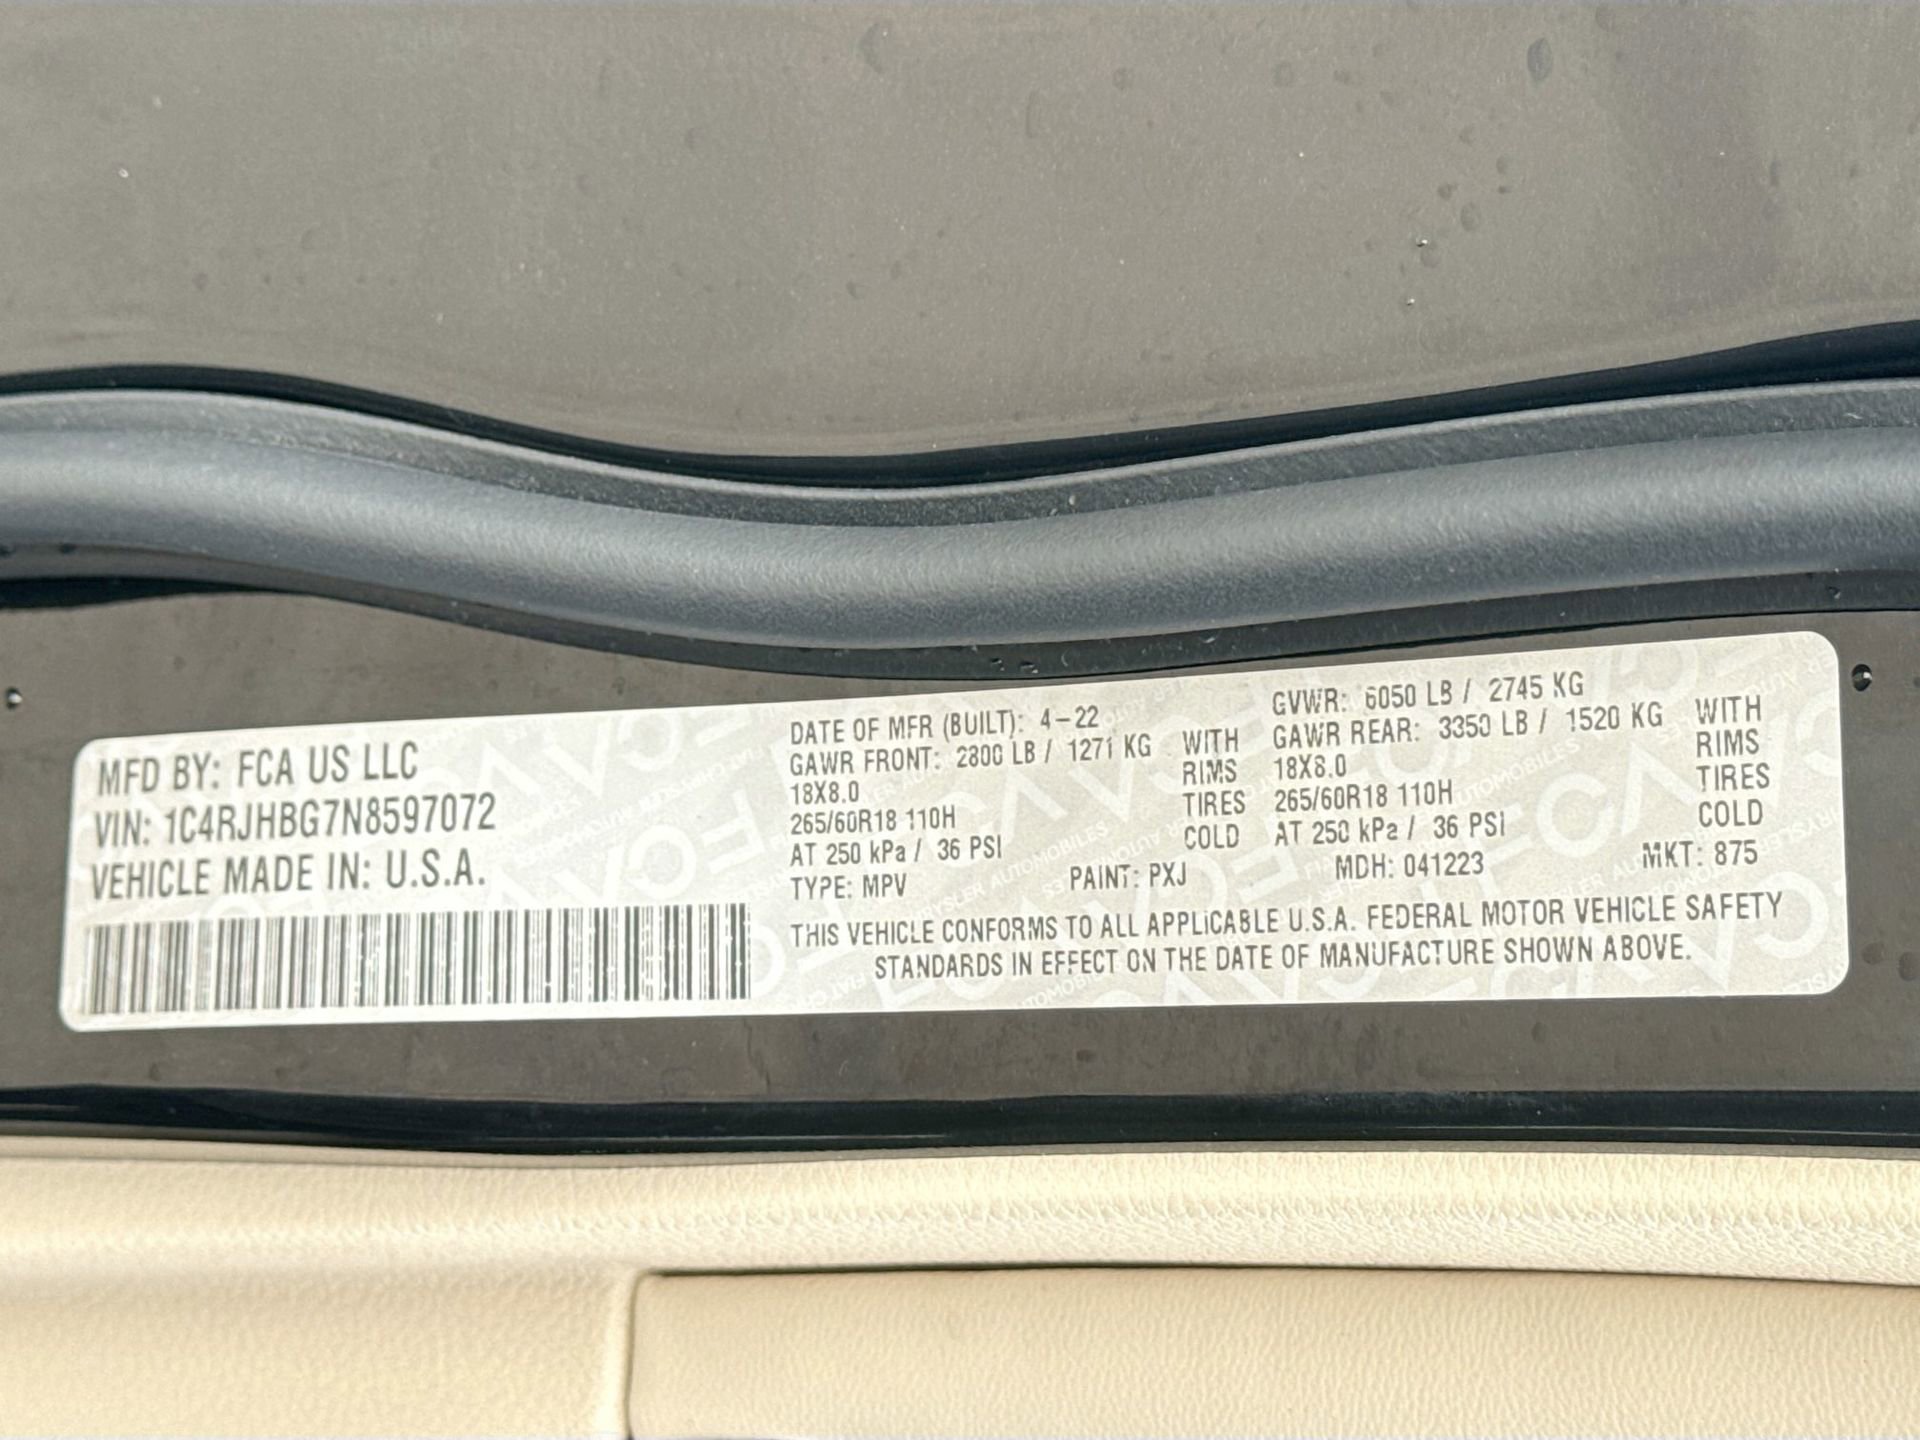 MFD BY: FCA US LLC
VIN: 1C4RJHBG7N8597072
VEHICLE MADE IN: U.S.A.
DATE OF MFR (BUILT): 4-22
GAWR FRONT: 2800 LB / 1271 KG WITH
18X8.0 RIMS
265/60R18 110H TIRES
AT 250 kPa / 36 PSI COLD
GVWR: 6050 LB / 2745 KG
GAWR REAR: 3350 LB / 1520 KG WITH
18X8.0 RIMS
265/60R18 110H TIRES
AT 250 kPa / 36 PSI COLD
TYPE: MPV PAINT: PXJ MDH: 041223 MKT: 875
THIS VEHICLE CONFORMS TO ALL APPLICABLE U.S.A. FEDERAL MOTOR VEHICLE SAFETY
STANDARDS IN EFFECT ON THE DATE OF MANUFACTURE SHOWN ABOVE.